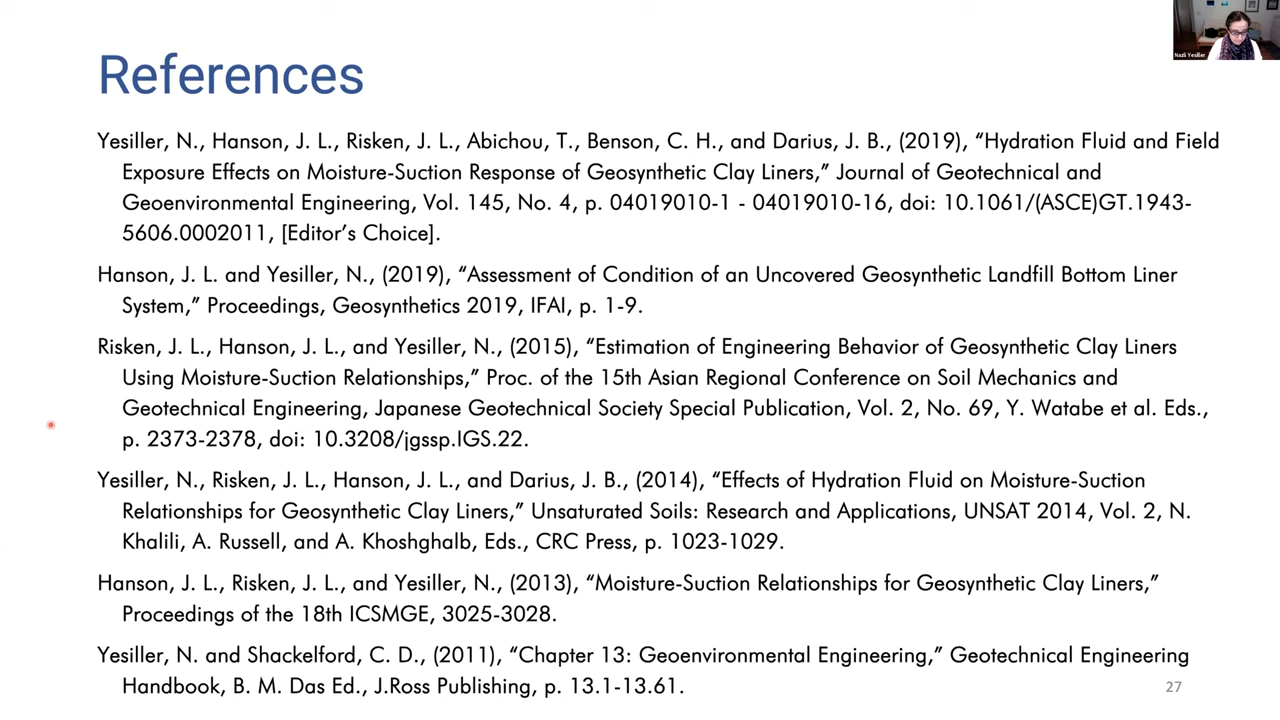 Nazli Yesiller
References
Yesiller, N., Hanson, J. L., Risken, J. L., Abichou, T., Benson, C. H., and Darius, J. B., (2019), “Hydration Fluid and Field
Exposure Effects on Moisture-Suction Response of Geosynthetic Clay Liners,” Journal of Geotechnical and
Geoenvironmental Engineering, Vol. 145, No. 4, p. 04019010-1 - 04019010-16, doi: 10.1061/(ASCE)GT.1943-
5606.0002011, [Editor’s Choice].
Hanson, J. L. and Yesiller, N., (2019), “Assessment of Condition of an Uncovered Geosynthetic Landfill Bottom Liner
System,” Proceedings, Geosynthetics 2019, IFAI, p. 1-9.
Risken, J. L., Hanson, J. L., and Yesiller, N., (2015), “Estimation of Engineering Behavior of Geosynthetic Clay Liners
Using Moisture-Suction Relationships,” Proc. of the 15th Asian Regional Conference on Soil Mechanics and
Geotechnical Engineering, Japanese Geotechnical Society Special Publication, Vol. 2, No. 69, Y. Watabe et al. Eds.,
p. 2373-2378, doi: 10.3208/jgssp.IGS.22.
Yesiller, N., Risken, J. L., Hanson, J. L., and Darius, J. B., (2014), “Effects of Hydration Fluid on Moisture-Suction
Relationships for Geosynthetic Clay Liners,” Unsaturated Soils: Research and Applications, UNSAT 2014, Vol. 2, N.
Khalili, A. Russell, and A. Khoshghalb, Eds., CRC Press, p. 1023-1029.
Hanson, J. L., Risken, J. L., and Yesiller, N., (2013), “Moisture-Suction Relationships for Geosynthetic Clay Liners,”
Proceedings of the 18th ICSMGE, 3025-3028.
Yesiller, N. and Shackelford, C. D., (2011), “Chapter 13: Geoenvironmental Engineering,” Geotechnical Engineering
Handbook, B. M. Das Ed., J.Ross Publishing, p. 13.1-13.61.
27